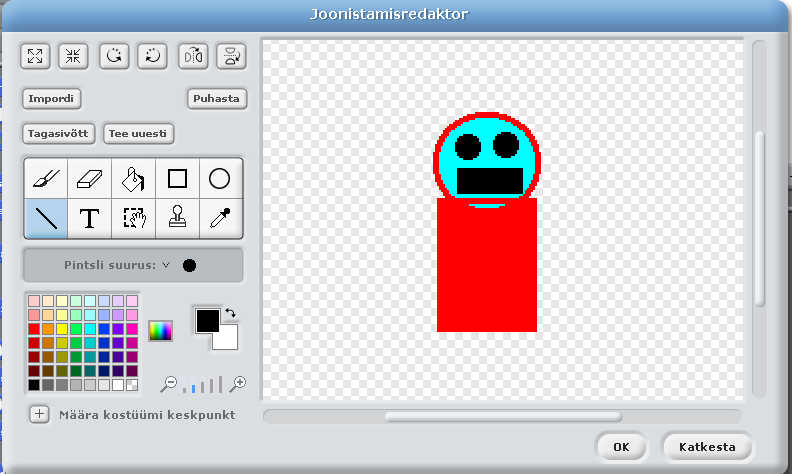 Joonistamisredaktor
Impordi
Puhasta
Tagasivõtt
Tee uuesti
T
Pintsli suurus:
Määra kostüümi keskpunkt
OK
Katkesta